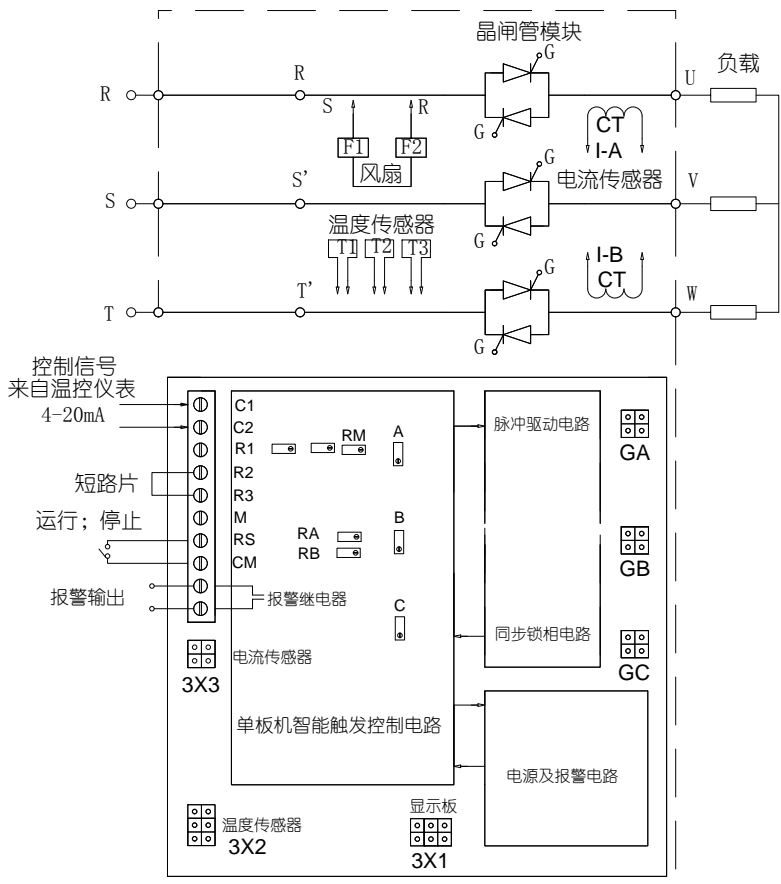 晶闸管模块
G
R
R
U
负载
S
R
G
CT
F1
F2
I-A
风扇
电流传感器
S
S'
G
V
温度传感器
G
T1
T2
T3
I-B
CT
T
T'
G
W
G
控制信号
来自温控仪表
4-20mA
C1
C2
R1
R2
R3
M
RS
CM
短路片
运行；停止
报警输出
报警继电器
RM
A
RA
RB
B
C
脉冲驱动电路
同步锁相电路
GA
GB
GC
电流传感器
3X3
单板机智能触发控制电路
电源及报警电路
温度传感器
3X2
显示板
3X1